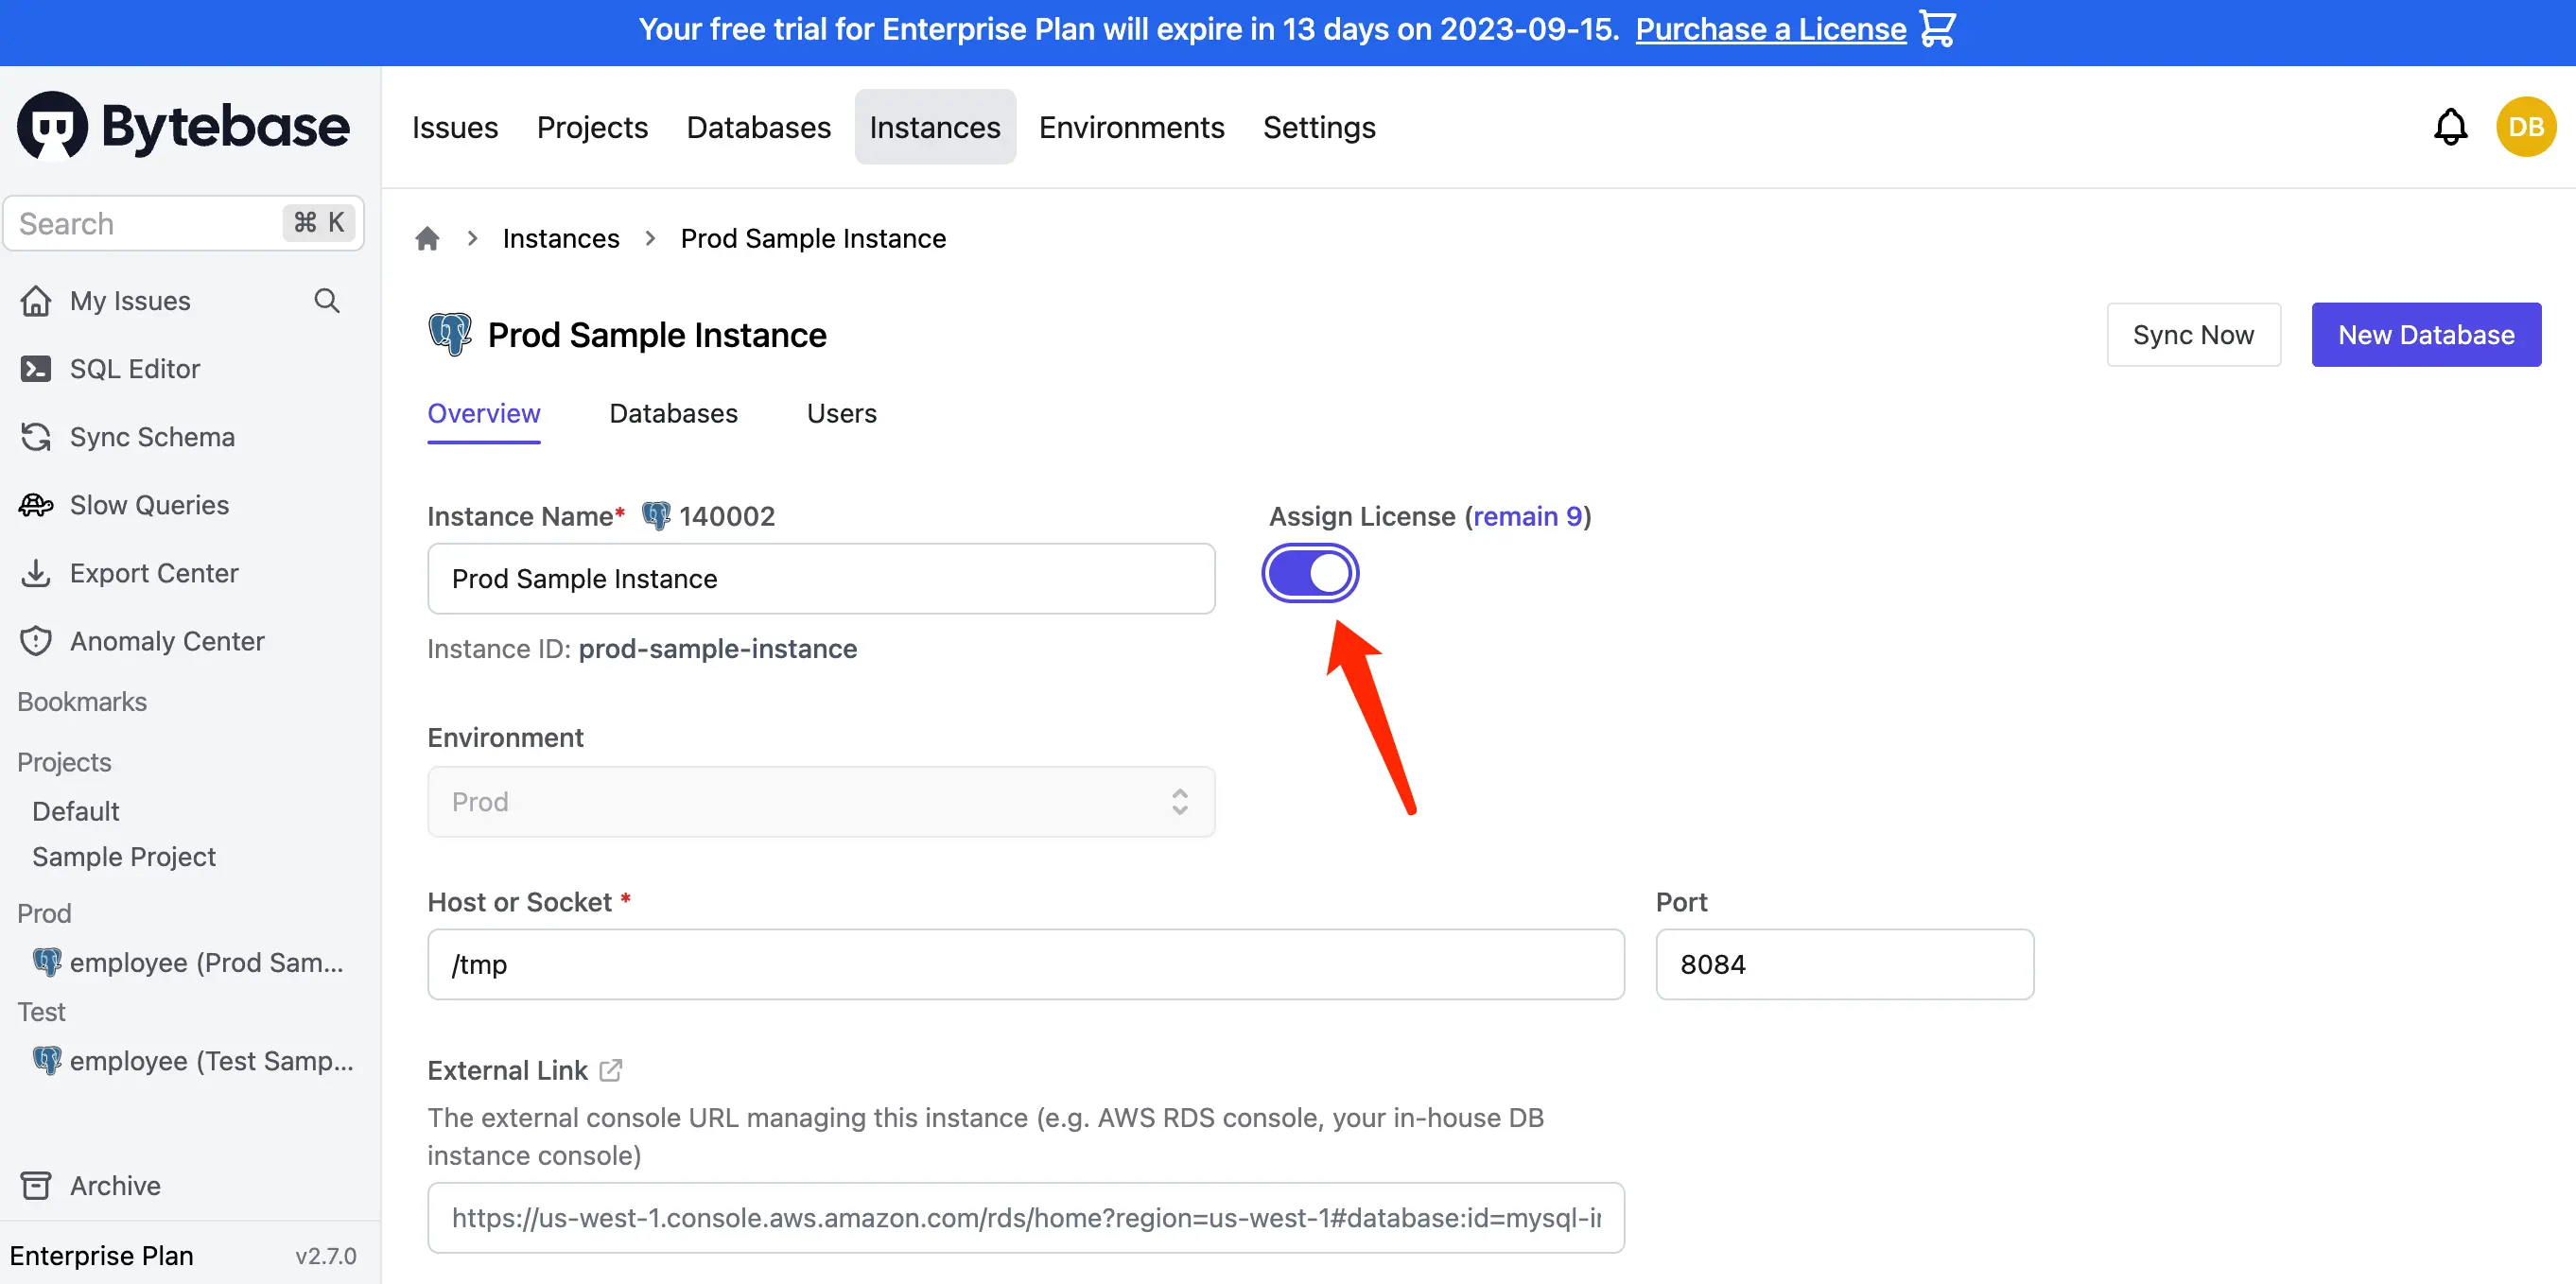 Your free trial for Enterprise Plan will expire in 13 days on 2023-09-15. Purchase a License
Bytebase
Issues Projects Databases Instances Environments Settings
DB
Search ⌘ K
My Issues
SQL Editor
Sync Schema
Slow Queries
Export Center
Anomaly Center
Bookmarks
Projects
Default
Sample Project
Prod
employee (Prod Sam...
Test
employee (Test Samp...
Archive
Enterprise Plan v2.7.0
Instances Prod Sample Instance
Prod Sample Instance
Sync Now New Database
Overview Databases Users
Instance Name* 140002
Assign License (remain 9)
Prod Sample Instance
Instance ID: prod-sample-instance
Environment
Prod
Host or Socket * Port
/tmp 8084
External Link
The external console URL managing this instance (e.g. AWS RDS console, your in-house DB
instance console)
https://us-west-1.console.aws.amazon.com/rds/home?region=us-west-1#database:id=mysql-i